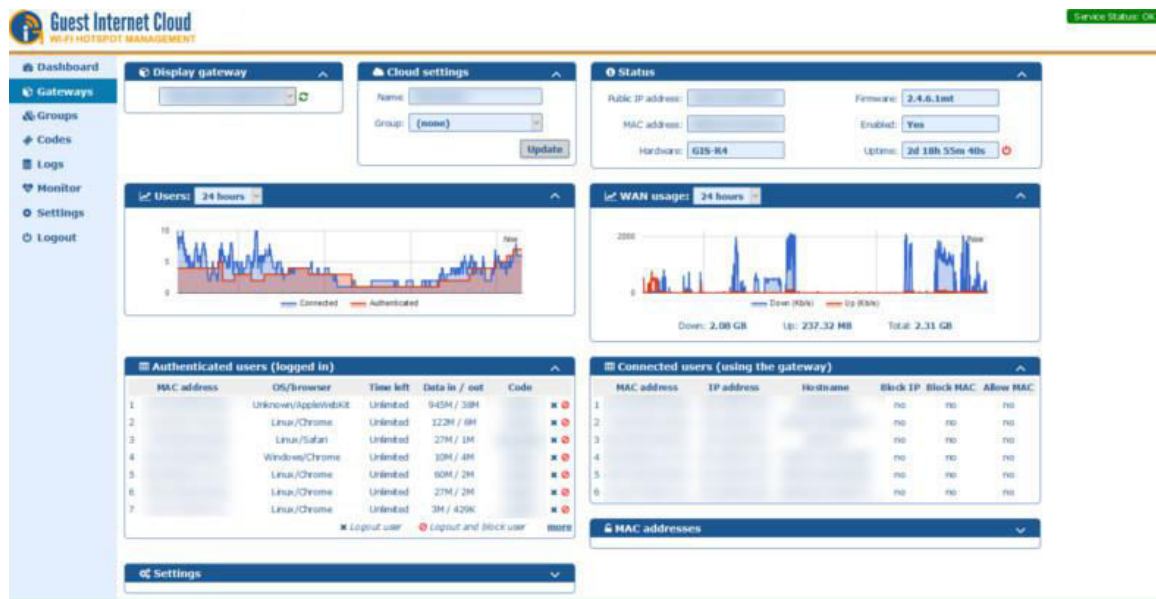 Guest Internet Cloud
WI-FI HOTSPOT MANAGEMENT
Service Status: OK
Dashboard
Gateways
Groups
Codes
Logs
Monitor
Settings
Logout
Display gateway
Cloud settings
Name:
Group: (none)
Update
Status
Public IP address:
MAC address:
Hardware: GIS-R4
Firmware: 2.4.6.1mt
Enabled: Yes
Uptime: 2d 18h 55m 40s
Users: 24 hours
10
5
0
Now
Connected Authenticated
WAN usage: 24 hours
2000
0
Now
Down (Kb/s) Up (Kb/s)
Down: 2.08 GB Up: 237.32 MB Total: 2.31 GB
Authenticated users (logged in)
MAC address OS/browser Time left Data in / out Code
1 Unknown/AppleWebKit Unlimited 945M / 38M
2 Linux/Chrome Unlimited 122M / 6M
3 Linux/Safari Unlimited 27M / 1M
4 Windows/Chrome Unlimited 10M / 4M
5 Linux/Chrome Unlimited 60M / 2M
6 Linux/Chrome Unlimited 27M / 2M
7 Linux/Chrome Unlimited 3M / 429K
Logout user Logout and block user more
Connected users (using the gateway)
MAC address IP address Hostname Block IP Block MAC Allow MAC
1 no no no
2 no no no
3 no no no
4 no no no
5 no no no
6 no no no
MAC addresses
Settings